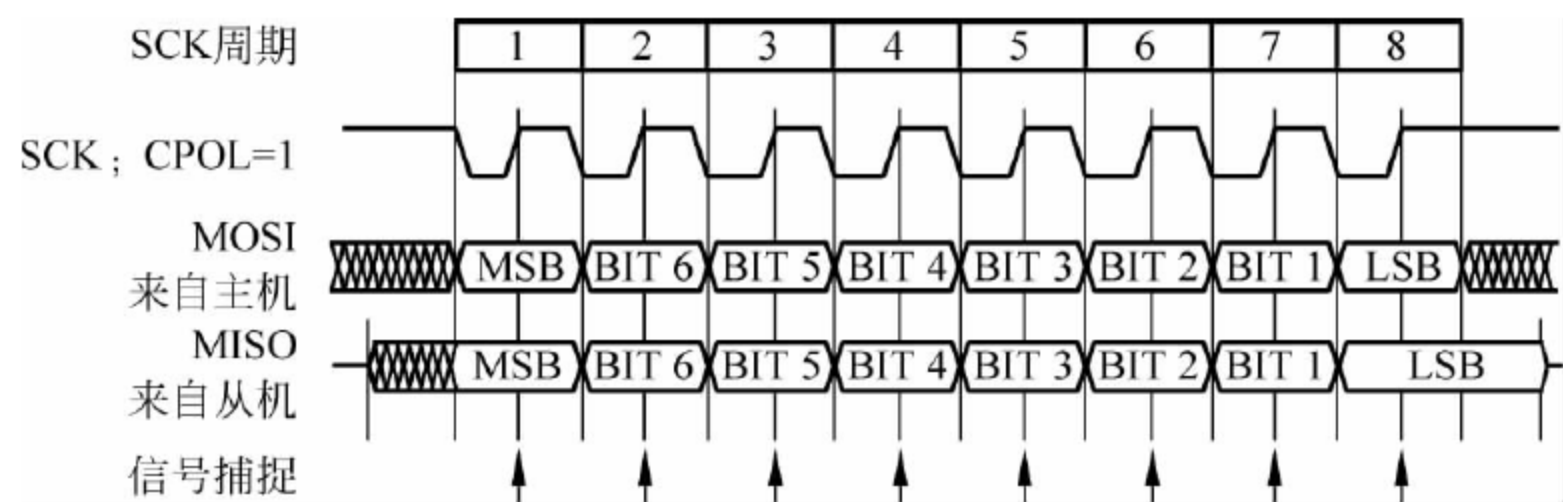 SCK周期 1 2 3 4 5 6 7 8
SCK；CPOL=1
MOSI
来自主机
MSB BIT 6 BIT 5 BIT 4 BIT 3 BIT 2 BIT 1 LSB
MISO
来自从机
MSB BIT 6 BIT 5 BIT 4 BIT 3 BIT 2 BIT 1 LSB
信号捕捉